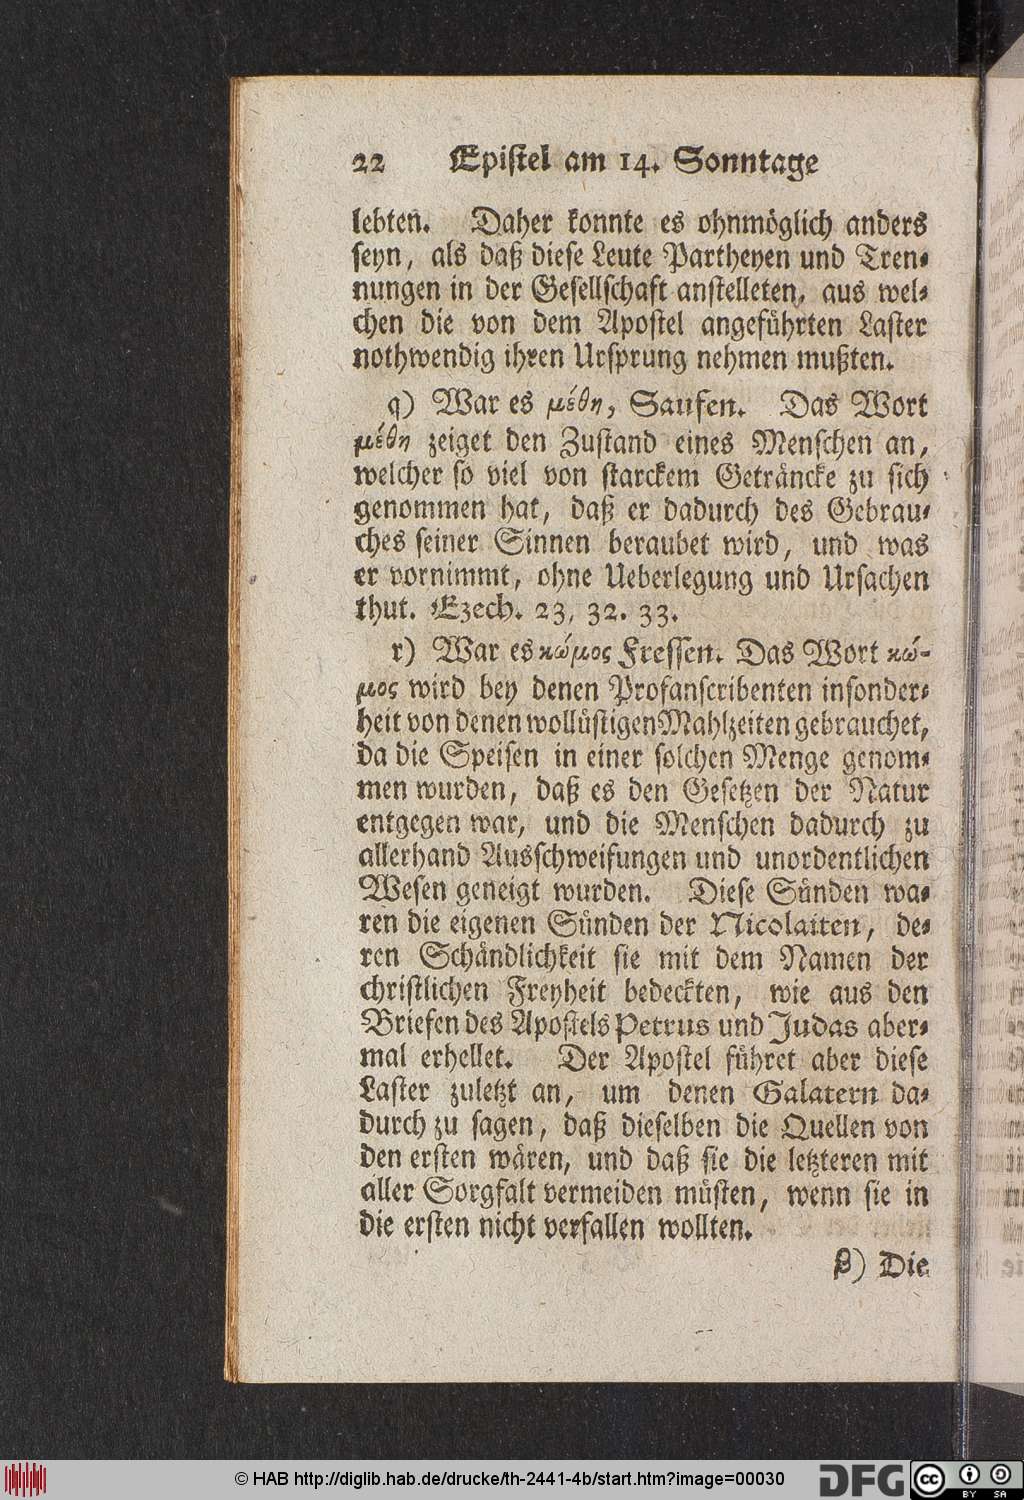 22 Epiſtel am 14. Sonntage
lebten. Daher konnte es ohnmöglich anders
ſeyn, als daß dieſe Leute Partheyen und Tren-
nungen in der Geſellſchaft anſtelleten, aus wel-
chen die von dem Apoſtel angeführten Laſter
nothwendig ihren Urſprung nehmen mußten.
q) War es μέθη, Saufen. Das Wort
μέθη zeiget den Zuſtand eines Menſchen an,
welcher ſo viel von ſtarckem Geträncke zu ſich
genommen hat, daß er dadurch des Gebrau-
ches ſeiner Sinnen beraubet wird, und was
er vornimmt, ohne Ueberlegung und Urſachen
thut. Ezech. 23, 32. 33.
r) War es κώμος Freſſen. Das Wort κώ-
μος wird bey denen Profanſcribenten inſonder-
heit von denen wollüſtigen Mahlzeiten gebrauchet,
da die Speiſen in einer ſolchen Menge genom-
men wurden, daß es den Geſetzen der Natur
entgegen war, und die Menſchen dadurch zu
allerhand Ausſchweifungen und unordentlichen
Weſen geneigt wurden. Dieſe Sünden wa-
ren die eigenen Sünden der Nicolaiten, de-
ren Schändlichkeit ſie mit dem Namen der
chriſtlichen Freyheit bedeckten, wie aus den
Briefen des Apoſtels Petrus und Judas aber-
mal erhellet. Der Apoſtel führet aber dieſe
Laſter zuletzt an, um denen Galatern da-
durch zu ſagen, daß dieſelben die Quellen von
den erſten wären, und daß ſie die letzteren mit
aller Sorgfalt vermeiden müſten, wenn ſie in
die erſten nicht verfallen wollten.
β) Die
© HAB http://diglib.hab.de/drucke/th-2441-4b/start.htm?image=00030
DFG
cc BY SA